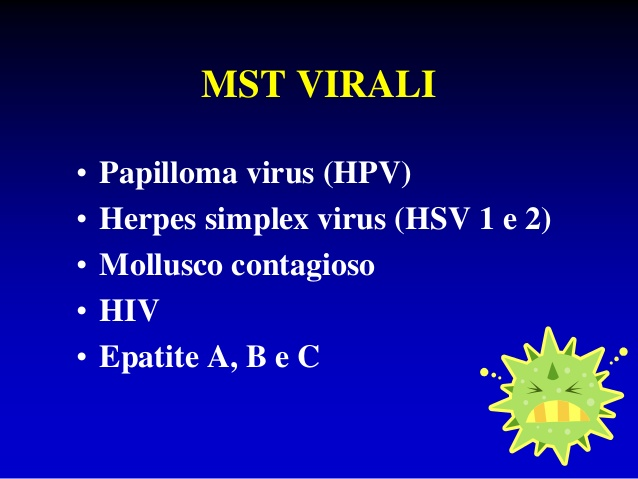 MST VIRALI
• Papilloma virus (HPV)
• Herpes simplex virus (HSV 1 e 2)
• Mollusco contagioso
• HIV
• Epatite A, B e C